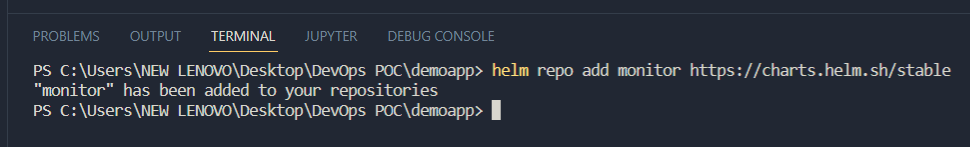 PROBLEMS OUTPUT TERMINAL JUPYTER DEBUG CONSOLE
PS C:\Users\NEW LENOVO\Desktop\DevOps POC\demoapp> helm repo add monitor https://charts.helm.sh/stable
"monitor" has been added to your repositories
PS C:\Users\NEW LENOVO\Desktop\DevOps POC\demoapp>